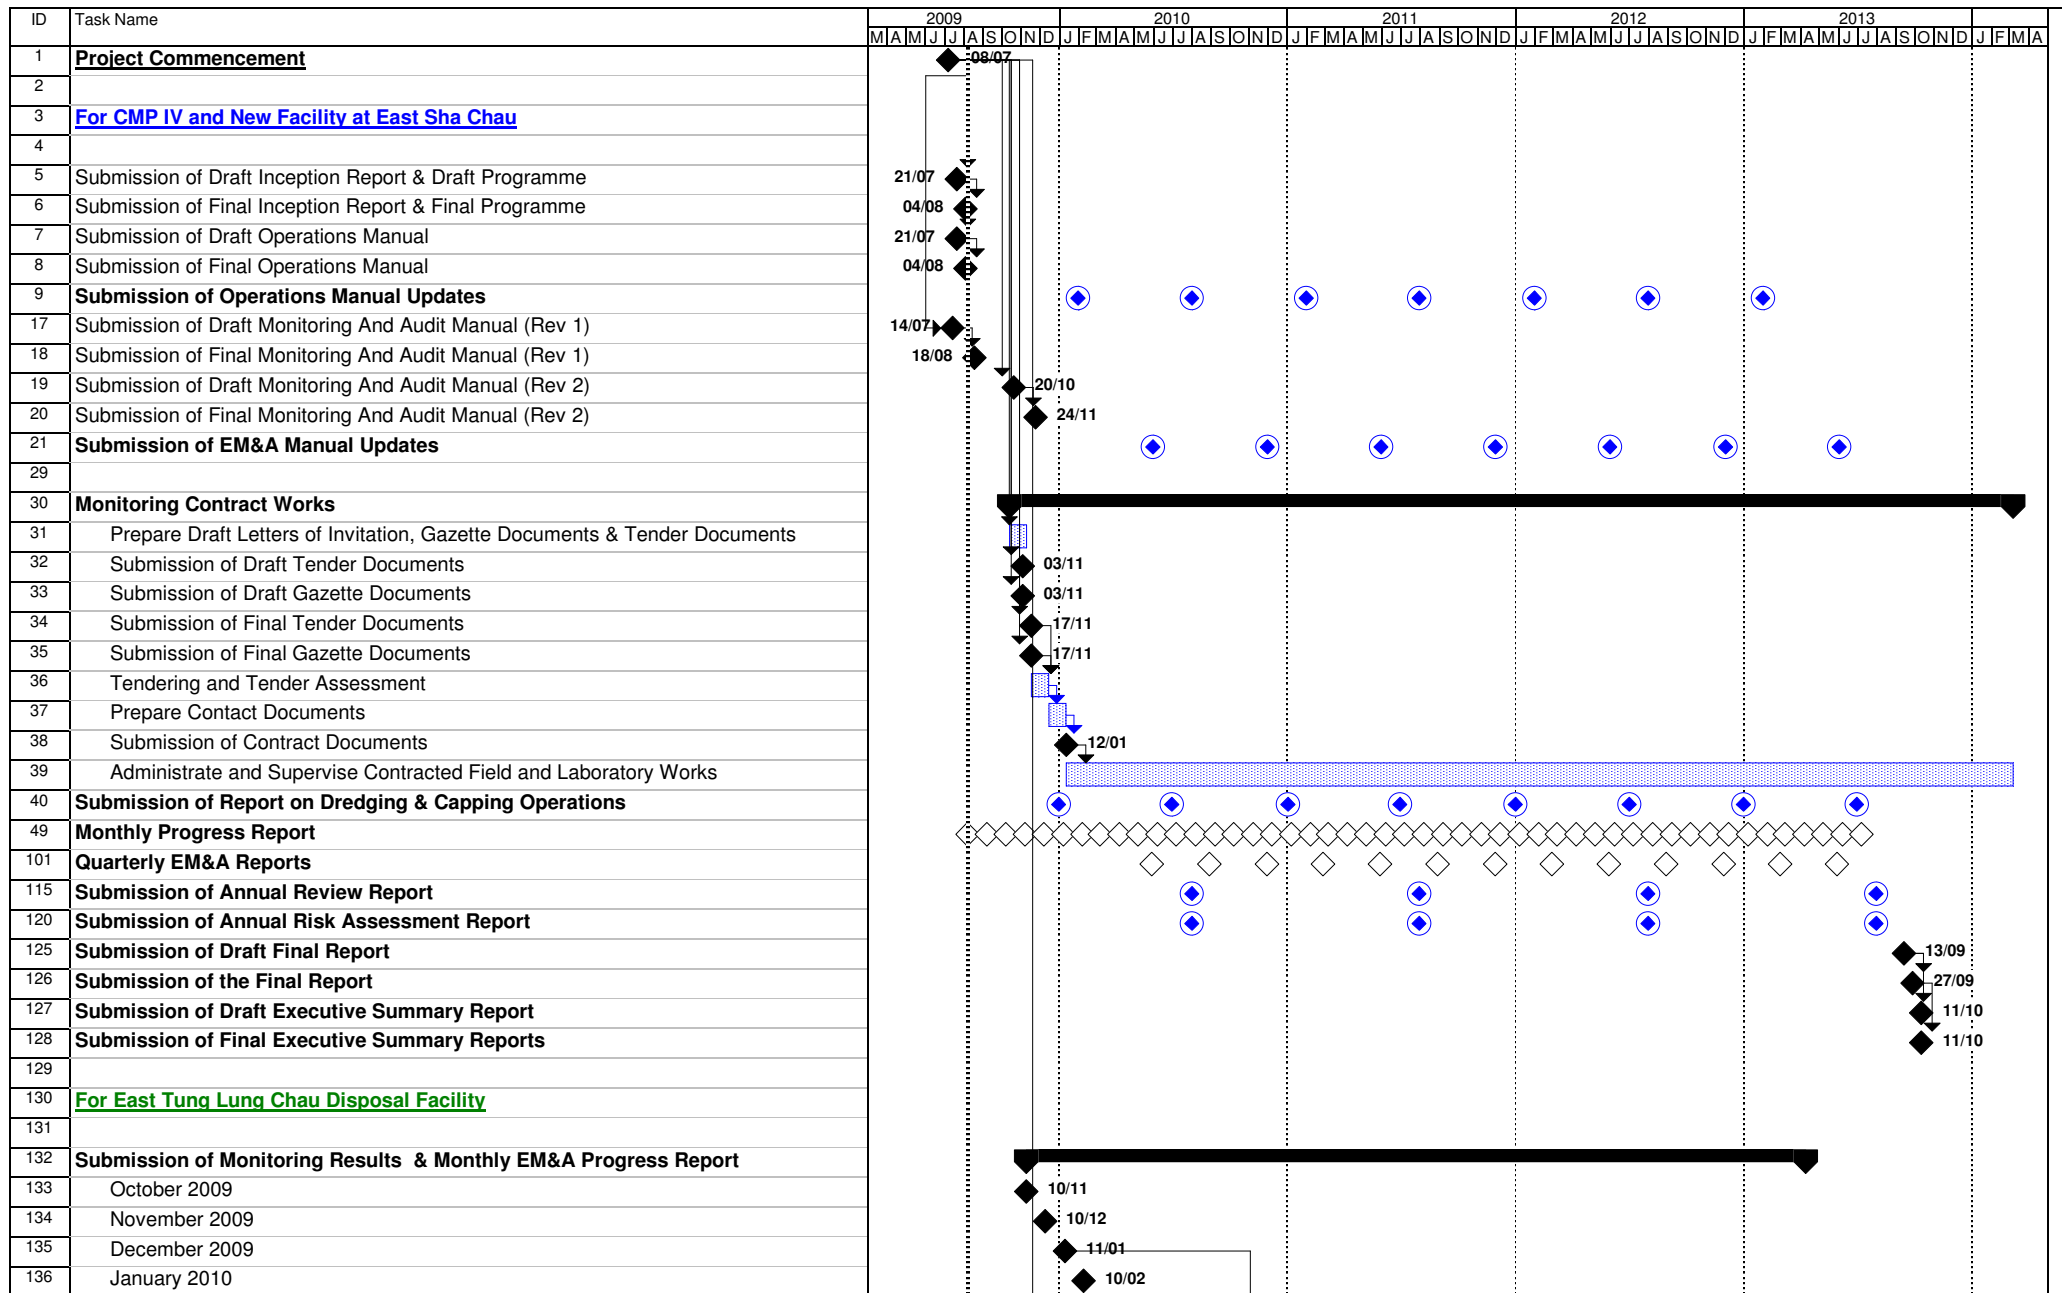 ID Task Name 2009 2010 2011 2012 2013
M A M J J A S O N D J F M A M J J A S O N D J F M A M J J A S O N D J F M A M J J A S O N D J F M A M J J A S O N D J F M A
1 Project Commencement 08/07
2
3 For CMP IV and New Facility at East Sha Chau
4
5 Submission of Draft Inception Report & Draft Programme 21/07
6 Submission of Final Inception Report & Final Programme 04/08
7 Submission of Draft Operations Manual 21/07
8 Submission of Final Operations Manual 04/08
9 Submission of Operations Manual Updates
17 Submission of Draft Monitoring And Audit Manual (Rev 1) 14/07
18 Submission of Final Monitoring And Audit Manual (Rev 1) 18/08
19 Submission of Draft Monitoring And Audit Manual (Rev 2) 20/10
20 Submission of Final Monitoring And Audit Manual (Rev 2) 24/11
21 Submission of EM&A Manual Updates
29
30 Monitoring Contract Works
31 Prepare Draft Letters of Invitation, Gazette Documents & Tender Documents
32 Submission of Draft Tender Documents 03/11
33 Submission of Draft Gazette Documents 03/11
34 Submission of Final Tender Documents 17/11
35 Submission of Final Gazette Documents 17/11
36 Tendering and Tender Assessment
37 Prepare Contact Documents
38 Submission of Contract Documents 12/01
39 Administrate and Supervise Contracted Field and Laboratory Works
40 Submission of Report on Dredging & Capping Operations
49 Monthly Progress Report
101 Quarterly EM&A Reports
115 Submission of Annual Review Report
120 Submission of Annual Risk Assessment Report
125 Submission of Draft Final Report 13/09
126 Submission of the Final Report 27/09
127 Submission of Draft Executive Summary Report 11/10
128 Submission of Final Executive Summary Reports 11/10
129
130 For East Tung Lung Chau Disposal Facility
131
132 Submission of Monitoring Results & Monthly EM&A Progress Report
133 October 2009 10/11
134 November 2009 10/12
135 December 2009 11/01
136 January 2010 10/02